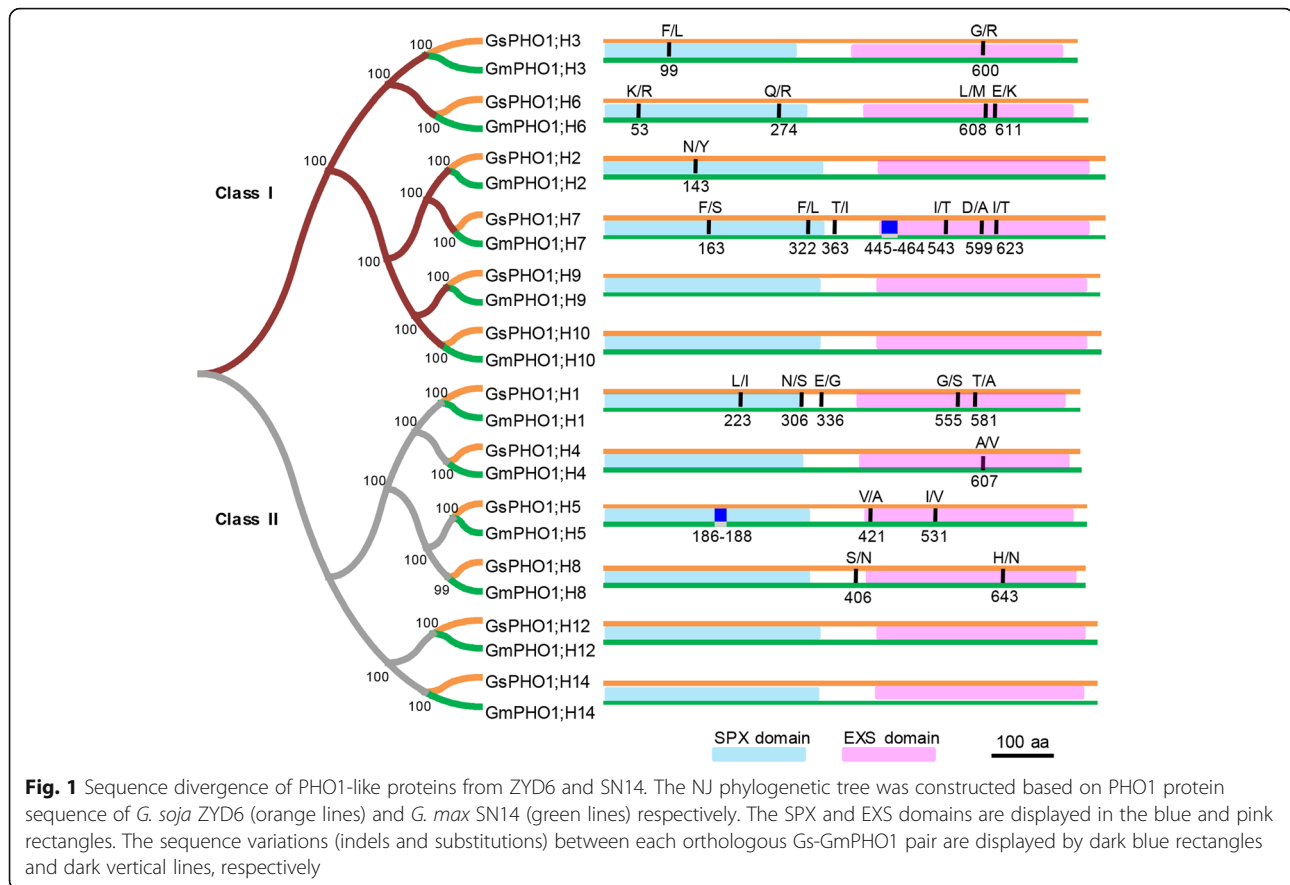 100 GsPHO1;H3 F/L G/R
100 GmPHO1;H3 99 600
100 GsPHO1;H6 K/R Q/R L/M E/K
100 GmPHO1;H6 53 274 608 611
100 GsPHO1;H2 N/Y
100 GmPHO1;H2 143
Class I
100 GsPHO1;H7 F/S F/L T/I I/T D/A I/T
100 GmPHO1;H7 163 322 363 445-464 543 599 623
100 GsPHO1;H9
100 GmPHO1;H9
100 GsPHO1;H10
100 GmPHO1;H10
100 GsPHO1;H1 L/I N/S E/G G/S T/A
100 GmPHO1;H1 223 306 336 555 581
GsPHO1;H4 A/V
100 GmPHO1;H4 607
100 GsPHO1;H5 V/A I/V
Class II
100 GmPHO1;H5 186-188 421 531
100 GsPHO1;H8 S/N H/N
99 GmPHO1;H8 406 643
100 GsPHO1;H12
GmPHO1;H12
100 GsPHO1;H14
100 GmPHO1;H14
SPX domain EXS domain 100 aa
Fig. 1 Sequence divergence of PHO1-like proteins from ZYD6 and SN14. The NJ phylogenetic tree was constructed based on PHO1 protein
sequence of G. soja ZYD6 (orange lines) and G. max SN14 (green lines) respectively. The SPX and EXS domains are displayed in the blue and pink
rectangles. The sequence variations (indels and substitutions) between each orthologous Gs-GmPHO1 pair are displayed by dark blue rectangles
and dark vertical lines, respectively